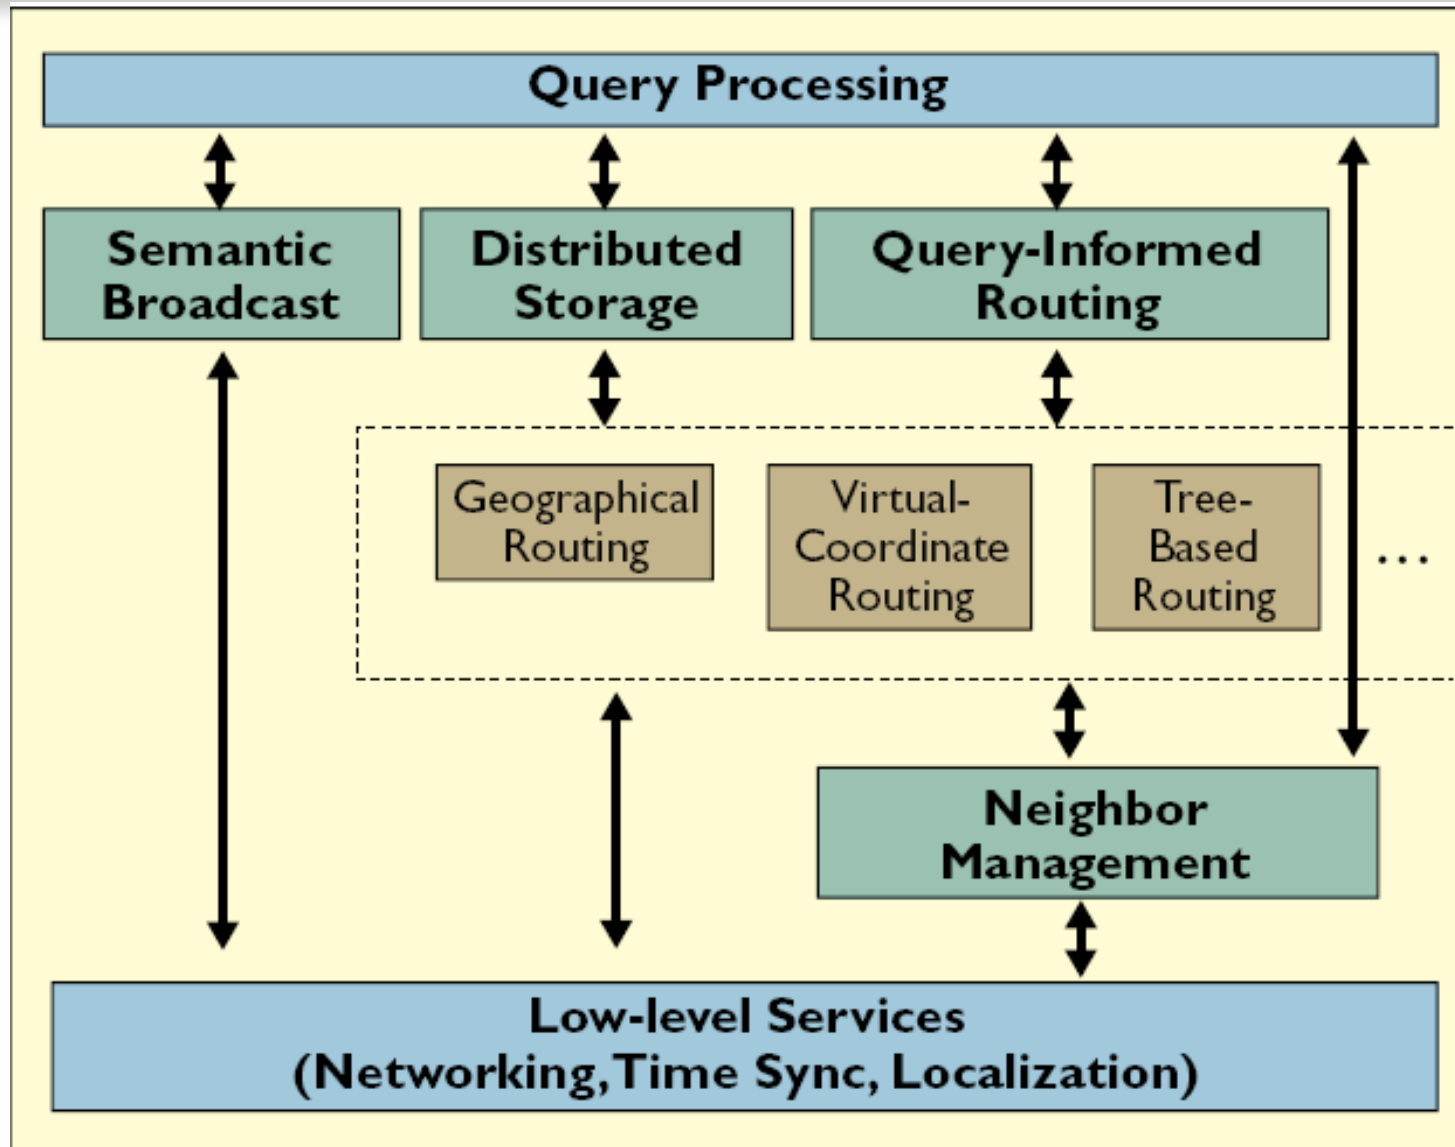 Query Processing
Semantic
Broadcast
Distributed
Storage
Query-Informed
Routing
Geographical
Routing
Virtual-
Coordinate
Routing
Tree-
Based
Routing
...
Neighbor
Management
Low-level Services
(Networking, Time Sync, Localization)